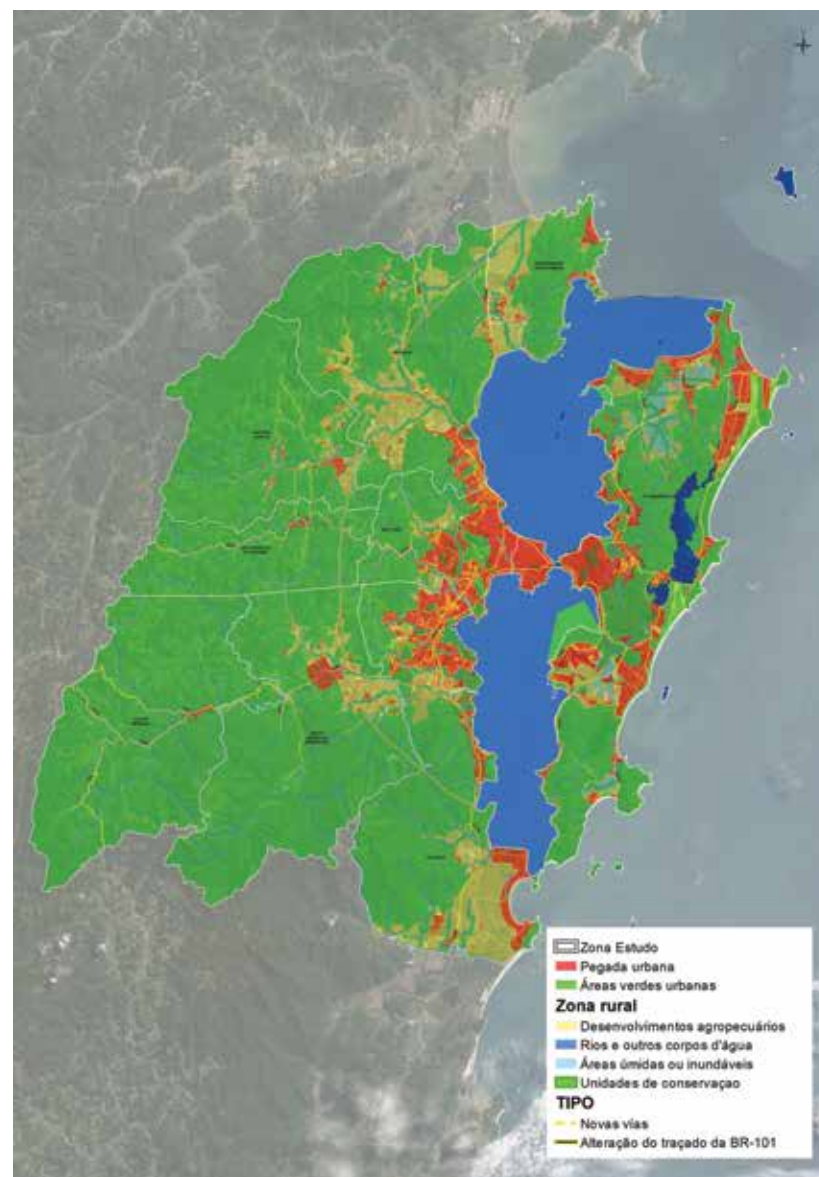 Zona Estudo
Pegada urbana
Áreas verdes urbanas
Zona rural
Desenvolvimentos agropecuários
Rios e outros corpos d'água
Áreas úmidas ou inundáveis
Unidades de conservaçao
TIPO
Novas vías
Alteração do traçado da BR-101